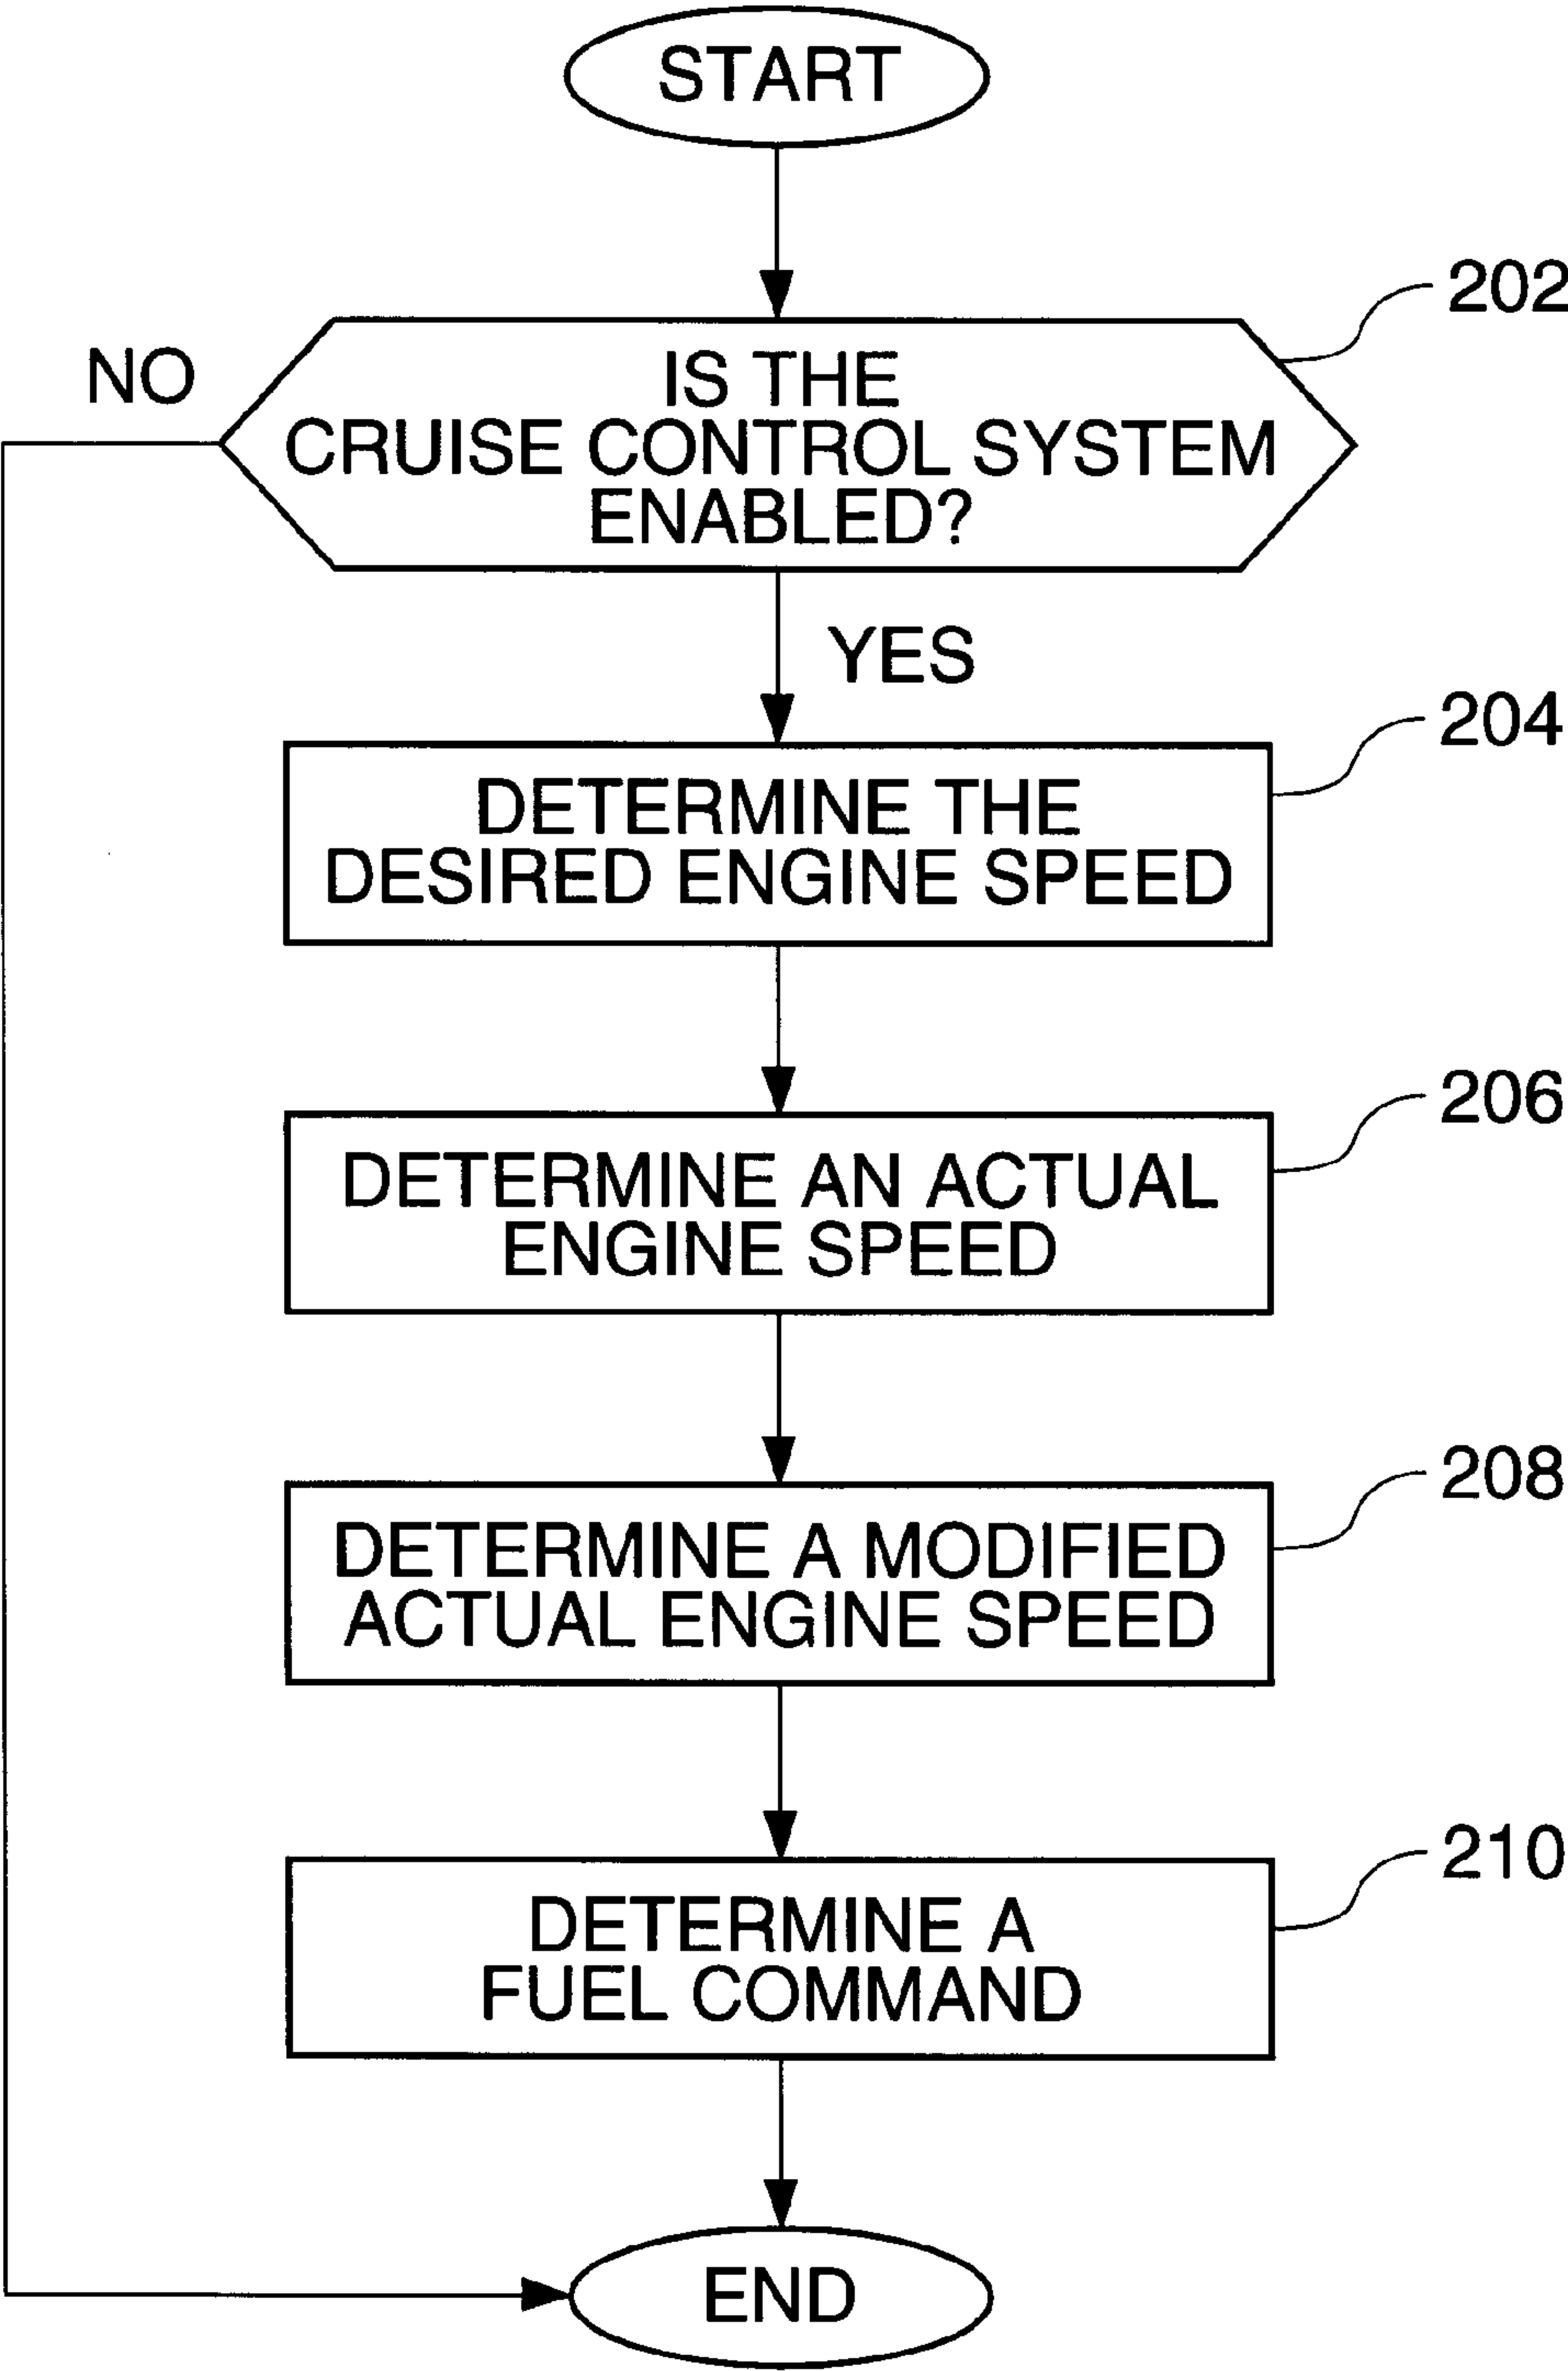 START
202
NO
IS THE
CRUISE CONTROL SYSTEM
ENABLED?
YES
204
DETERMINE THE
DESIRED ENGINE SPEED
206
DETERMINE AN ACTUAL
ENGINE SPEED
208
DETERMINE A MODIFIED
ACTUAL ENGINE SPEED
210
DETERMINE A
FUEL COMMAND
END